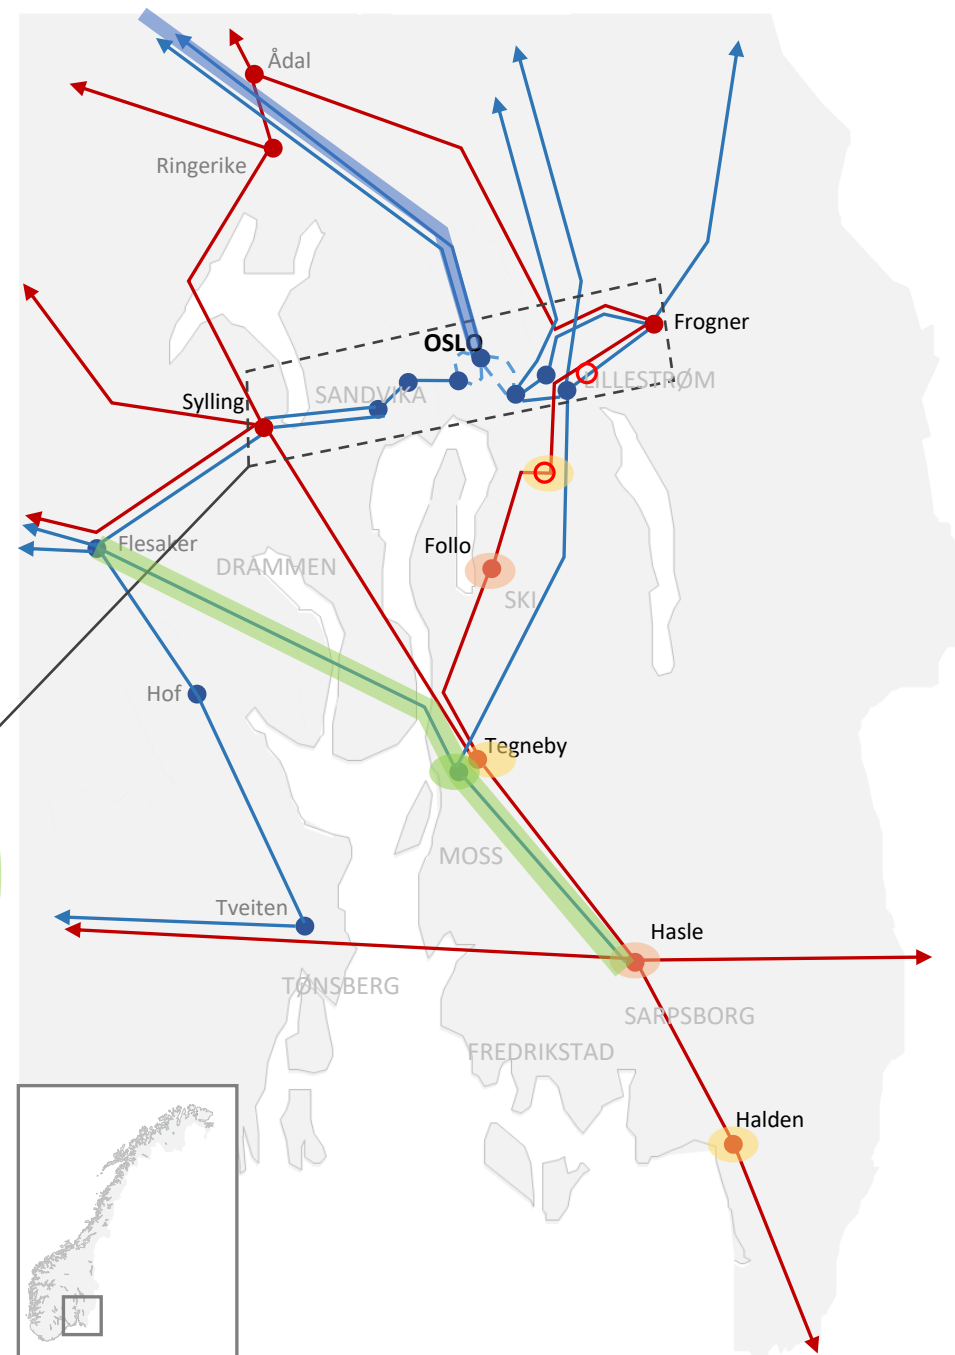 Ådal
Ringerike
Frogner
OSLO
LILLESTRØM
SANDVIKA
Sylling
Flesaker
Follo
DRAMMEN
SKI
Hof
Tegneby
MOSS
Tveiten
Hasle
TØNSBERG
SARPSBORG
FREDRIKSTAD
Halden